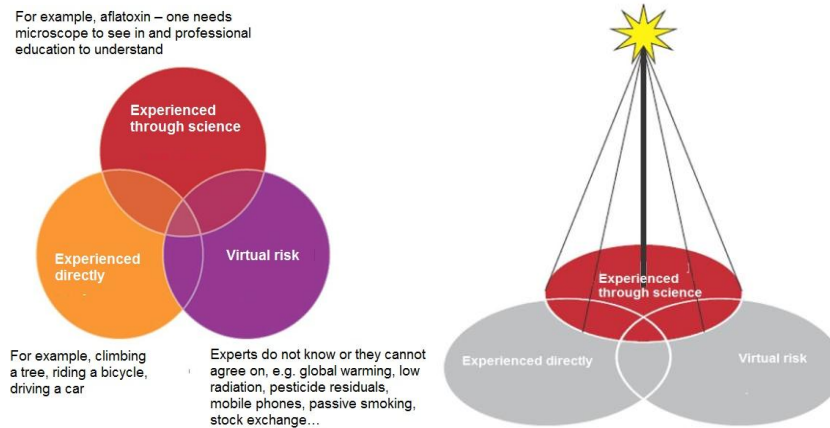 For example, aflatoxin – one needs
microscope to see in and professional
education to understand
Experienced
through science
Experienced
directly
Virtual risk
For example, climbing
a tree, riding a bicycle,
driving a car
Experts do not know or they cannot
agree on, e.g. global warming, low
radiation, pesticide residuals,
mobile phones, passive smoking,
stock exchange…
Experienced
through science
Experienced directly
Virtual risk